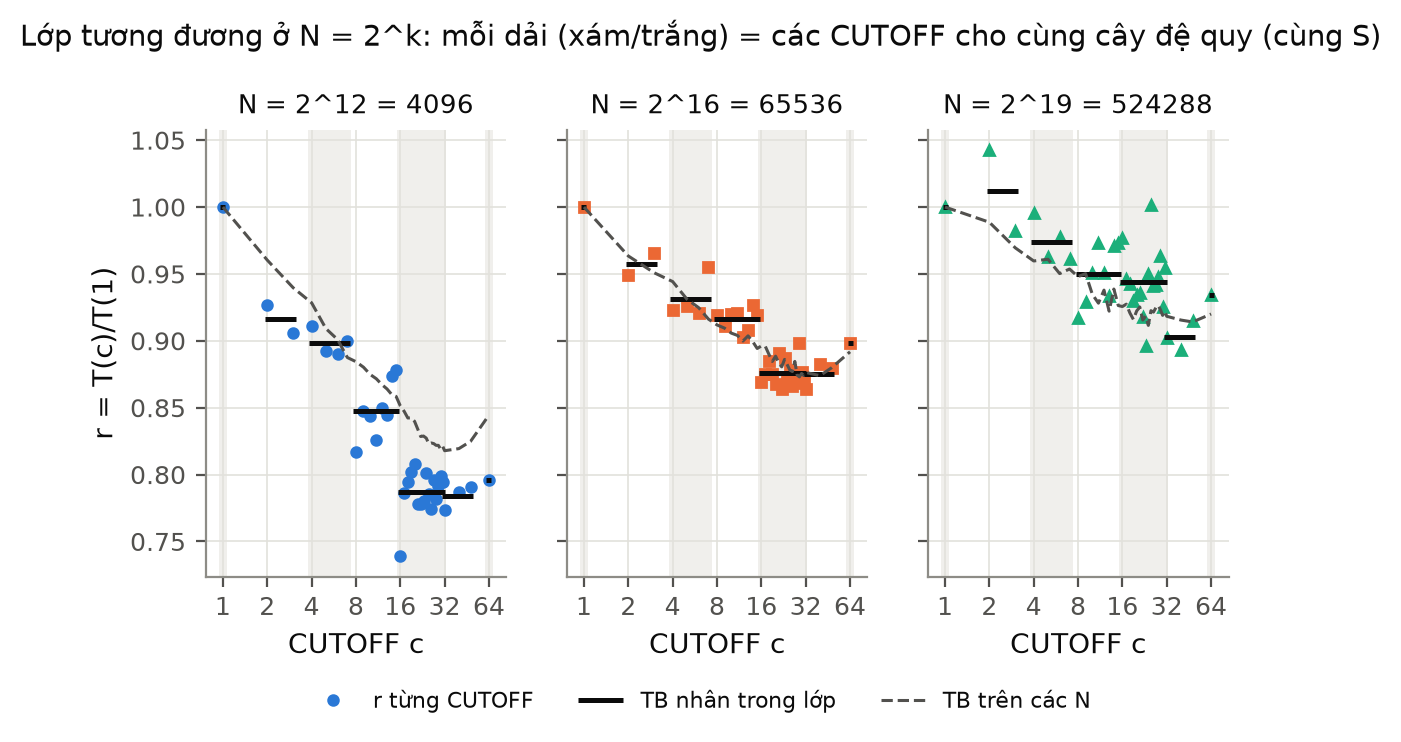 Lớp tương đương ở N = 2^k: mỗi dải (xám/trắng) = các CUTOFF cho cùng cây đệ quy (cùng S)
N = 2^12 = 4096
N = 2^16 = 65536
N = 2^19 = 524288
r = T(c)/T(1)
1.05
1.00
0.95
0.90
0.85
0.80
0.75
1 2 4 8 16 32 64
1 2 4 8 16 32 64
1 2 4 8 16 32 64
CUTOFF c
CUTOFF c
CUTOFF c
r từng CUTOFF
TB nhân trong lớp
TB trên các N